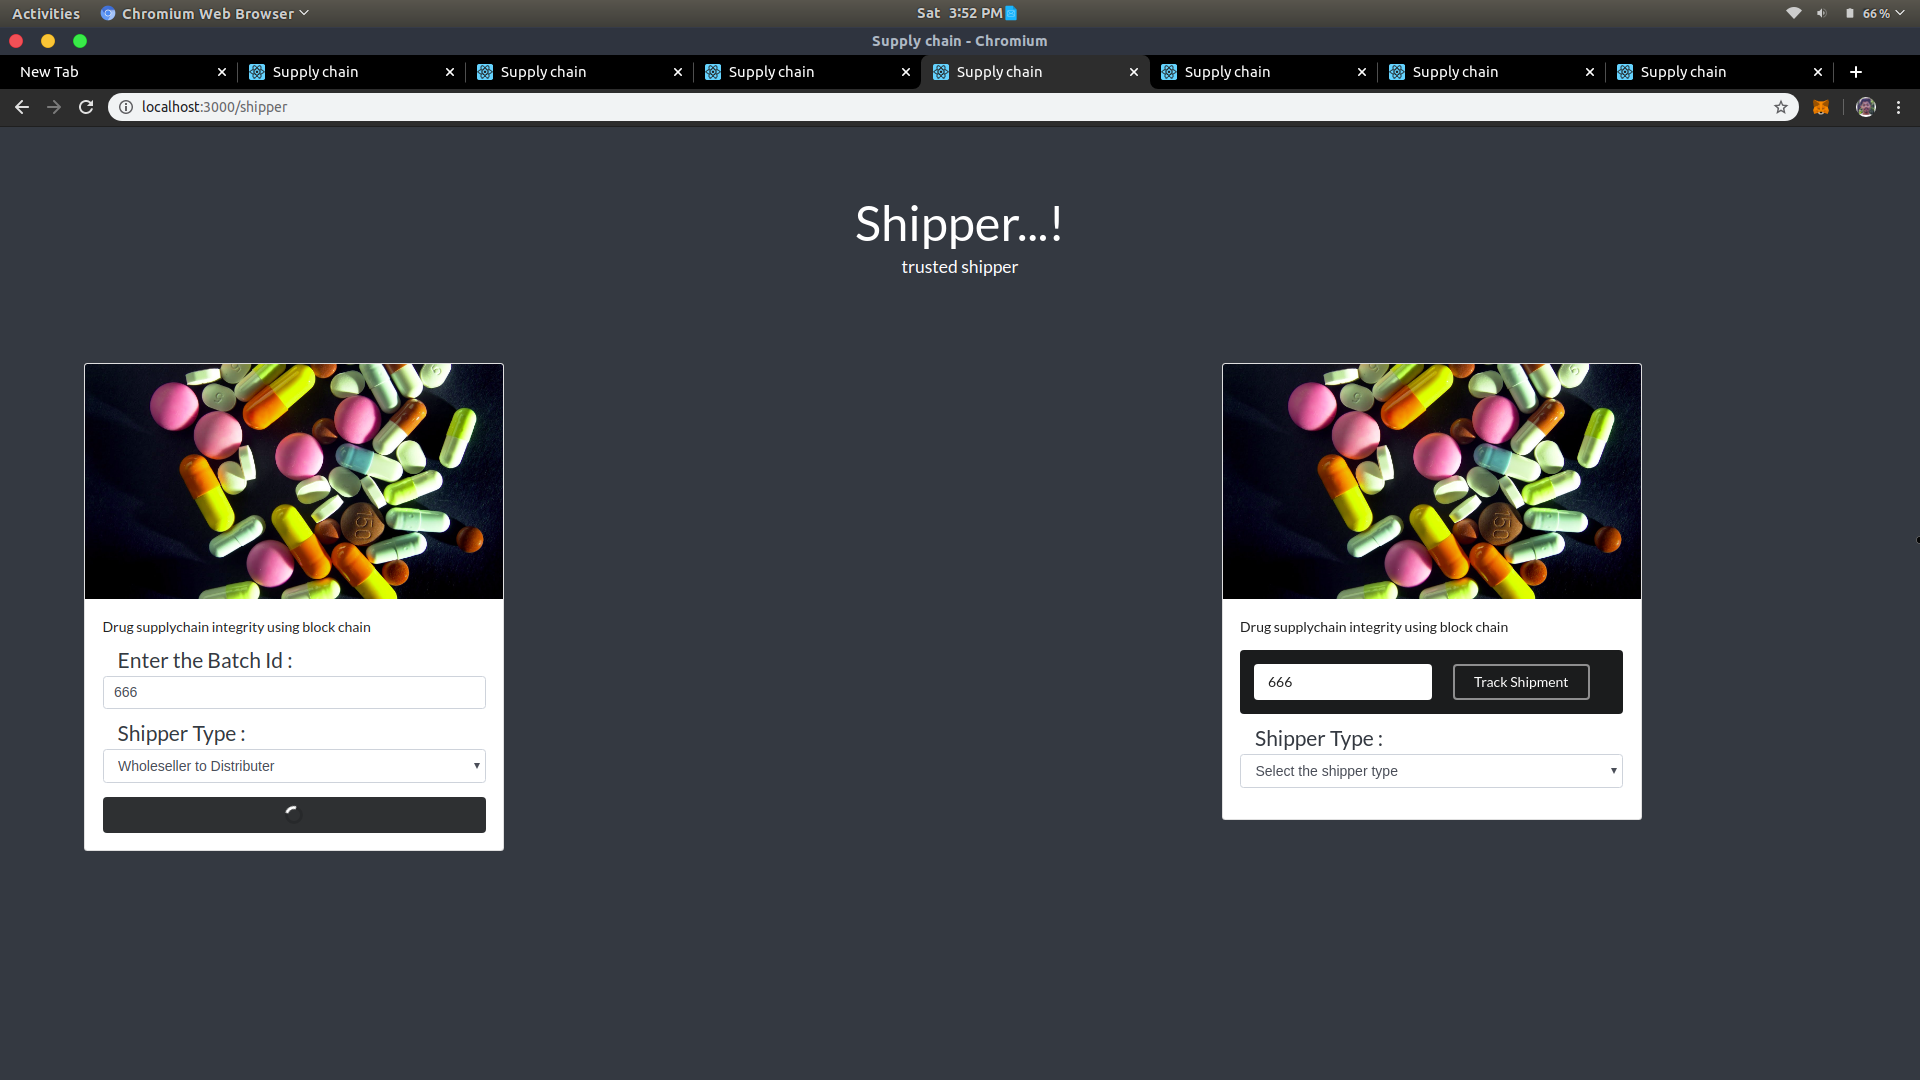 Activities Chromium Web Browser Sat 3:52 PM 66 %
Supply chain - Chromium
New Tab Supply chain Supply chain Supply chain Supply chain Supply chain Supply chain Supply chain
localhost:3000/shipper
Shipper...!
trusted shipper
150
Drug supplychain integrity using block chain
Enter the Batch Id :
666
Shipper Type :
Wholeseller to Distributer
150
Drug supplychain integrity using block chain
666 Track Shipment
Shipper Type :
Select the shipper type